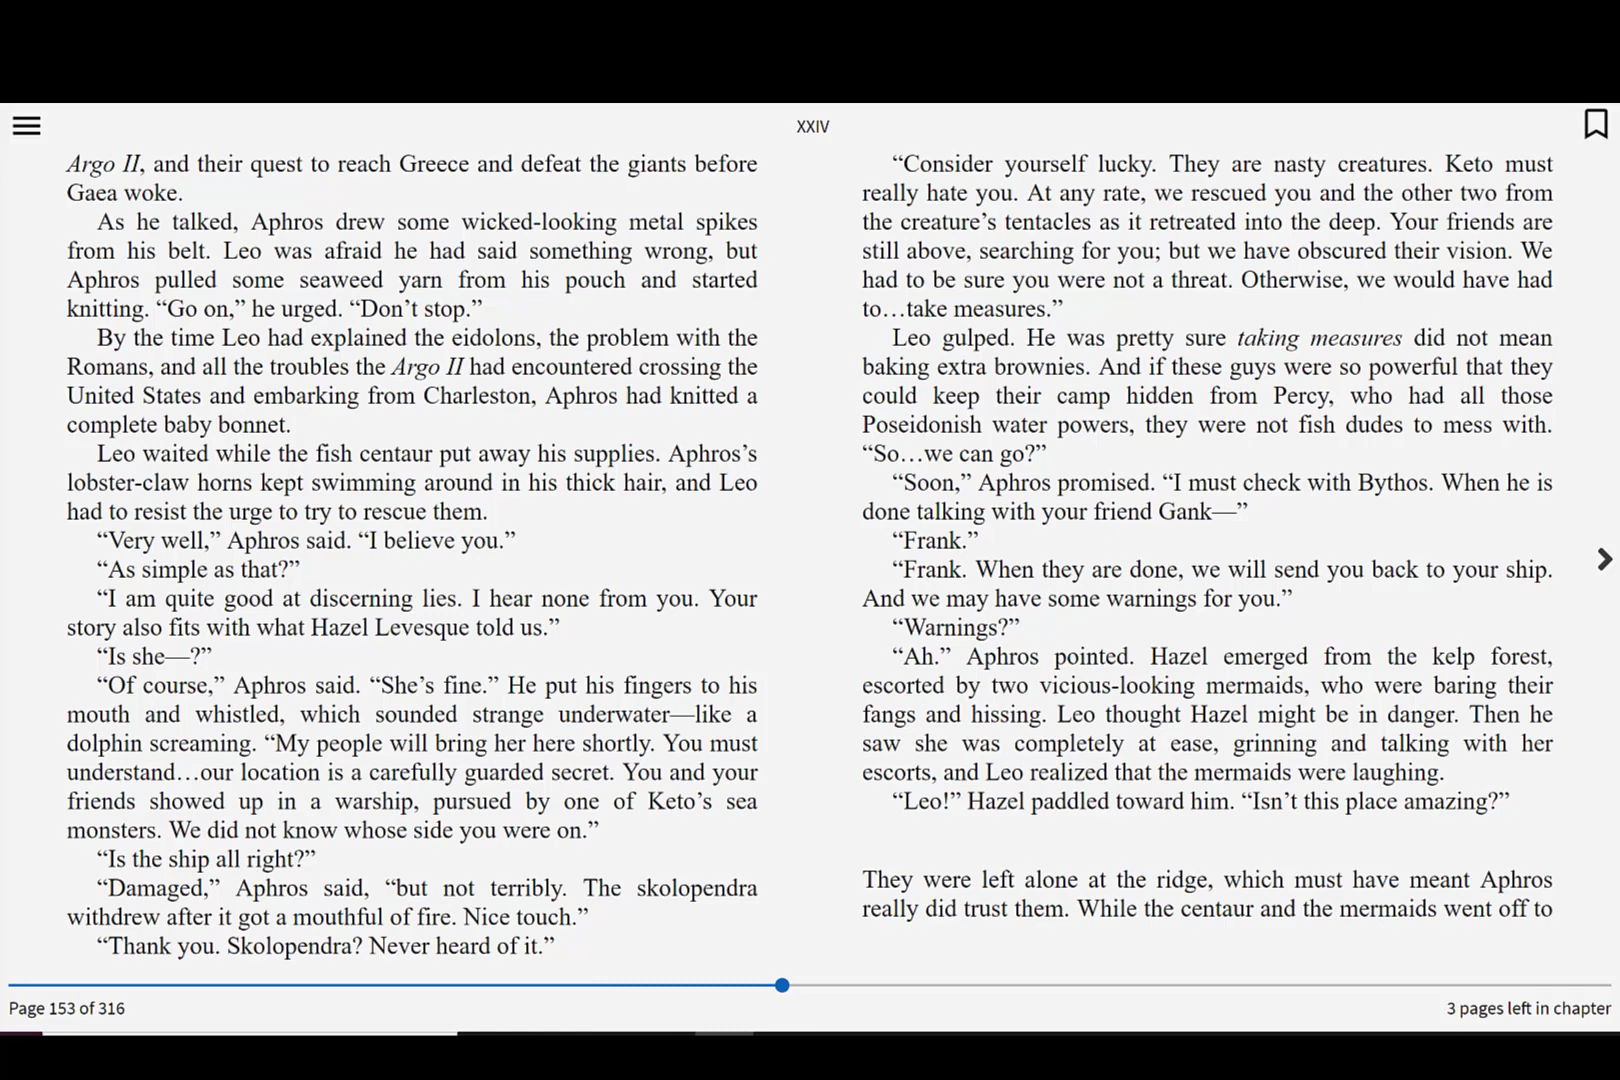 XXIV
Argo II, and their quest to reach Greece and defeat the giants before
Gaea woke.
As he talked, Aphros drew some wicked-looking metal spikes
from his belt. Leo was afraid he had said something wrong, but
Aphros pulled some seaweed yarn from his pouch and started
knitting. “Go on,” he urged. “Don’t stop.”
By the time Leo had explained the eidolons, the problem with the
Romans, and all the troubles the Argo II had encountered crossing the
United States and embarking from Charleston, Aphros had knitted a
complete baby bonnet.
Leo waited while the fish centaur put away his supplies. Aphros’s
lobster-claw horns kept swimming around in his thick hair, and Leo
had to resist the urge to try to rescue them.
“Very well,” Aphros said. “I believe you.”
“As simple as that?”
“I am quite good at discerning lies. I hear none from you. Your
story also fits with what Hazel Levesque told us.”
“Is she—?”
“Of course,” Aphros said. “She’s fine.” He put his fingers to his
mouth and whistled, which sounded strange underwater—like a
dolphin screaming. “My people will bring her here shortly. You must
understand…our location is a carefully guarded secret. You and your
friends showed up in a warship, pursued by one of Keto’s sea
monsters. We did not know whose side you were on.”
“Is the ship all right?”
“Damaged,” Aphros said, “but not terribly. The skolopendra
withdrew after it got a mouthful of fire. Nice touch.”
“Thank you. Skolopendra? Never heard of it.”
“Consider yourself lucky. They are nasty creatures. Keto must
really hate you. At any rate, we rescued you and the other two from
the creature’s tentacles as it retreated into the deep. Your friends are
still above, searching for you; but we have obscured their vision. We
had to be sure you were not a threat. Otherwise, we would have had
to…take measures.”
Leo gulped. He was pretty sure taking measures did not mean
baking extra brownies. And if these guys were so powerful that they
could keep their camp hidden from Percy, who had all those
Poseidonish water powers, they were not fish dudes to mess with.
“So…we can go?”
“Soon,” Aphros promised. “I must check with Bythos. When he is
done talking with your friend Gank—”
“Frank.”
“Frank. When they are done, we will send you back to your ship.
And we may have some warnings for you.”
“Warnings?”
“Ah.” Aphros pointed. Hazel emerged from the kelp forest,
escorted by two vicious-looking mermaids, who were baring their
fangs and hissing. Leo thought Hazel might be in danger. Then he
saw she was completely at ease, grinning and talking with her
escorts, and Leo realized that the mermaids were laughing.
“Leo!” Hazel paddled toward him. “Isn’t this place amazing?”
They were left alone at the ridge, which must have meant Aphros
really did trust them. While the centaur and the mermaids went off to
Page 153 of 316
3 pages left in chapter